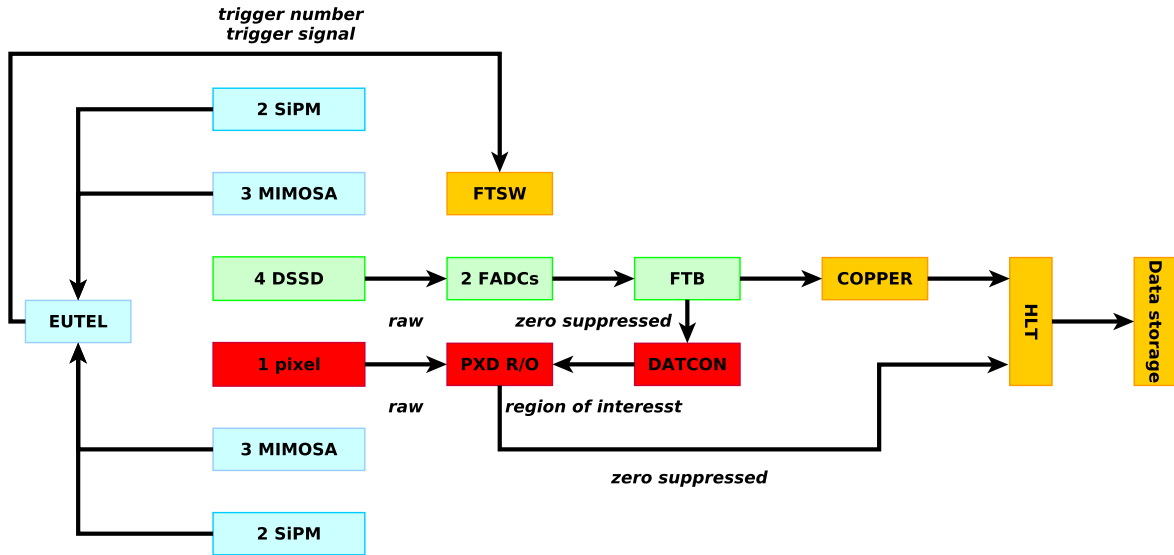 trigger number
trigger signal
2 SiPM
3 MIMOSA
FTSW
4 DSSD
2 FADCs
FTB
COPPER
HLT
Data storage
EUTEL
raw
zero suppressed
1 pixel
PXD R/O
DATCON
raw
region of interesst
3 MIMOSA
zero suppressed
2 SiPM